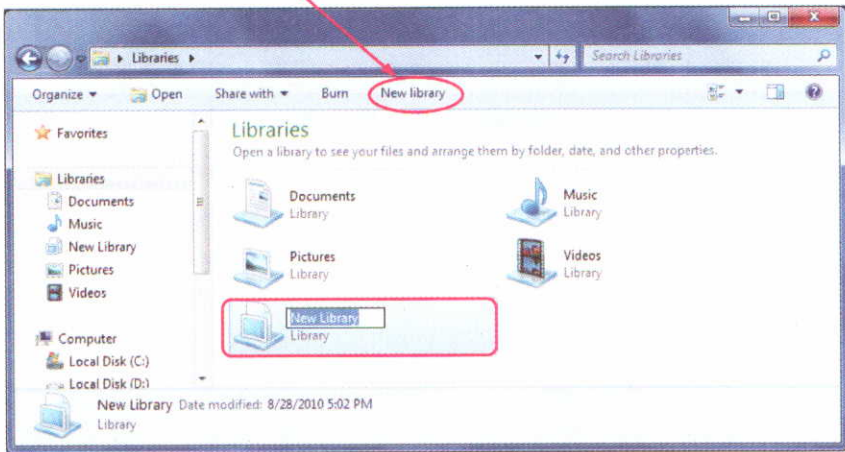 Libraries
Search Libraries
Organize Open Share with Burn New library
Favorites
Libraries
Documents
Music
New Library
Pictures
Videos
Computer
Local Disk (C:)
Local Disk (D:)
Libraries
Open a library to see your files and arrange them by folder, date, and other properties.
Documents
Library
Music
Library
Pictures
Library
Videos
Library
New Library
Library
New Library Date modified: 8/28/2010 5:02 PM
Library